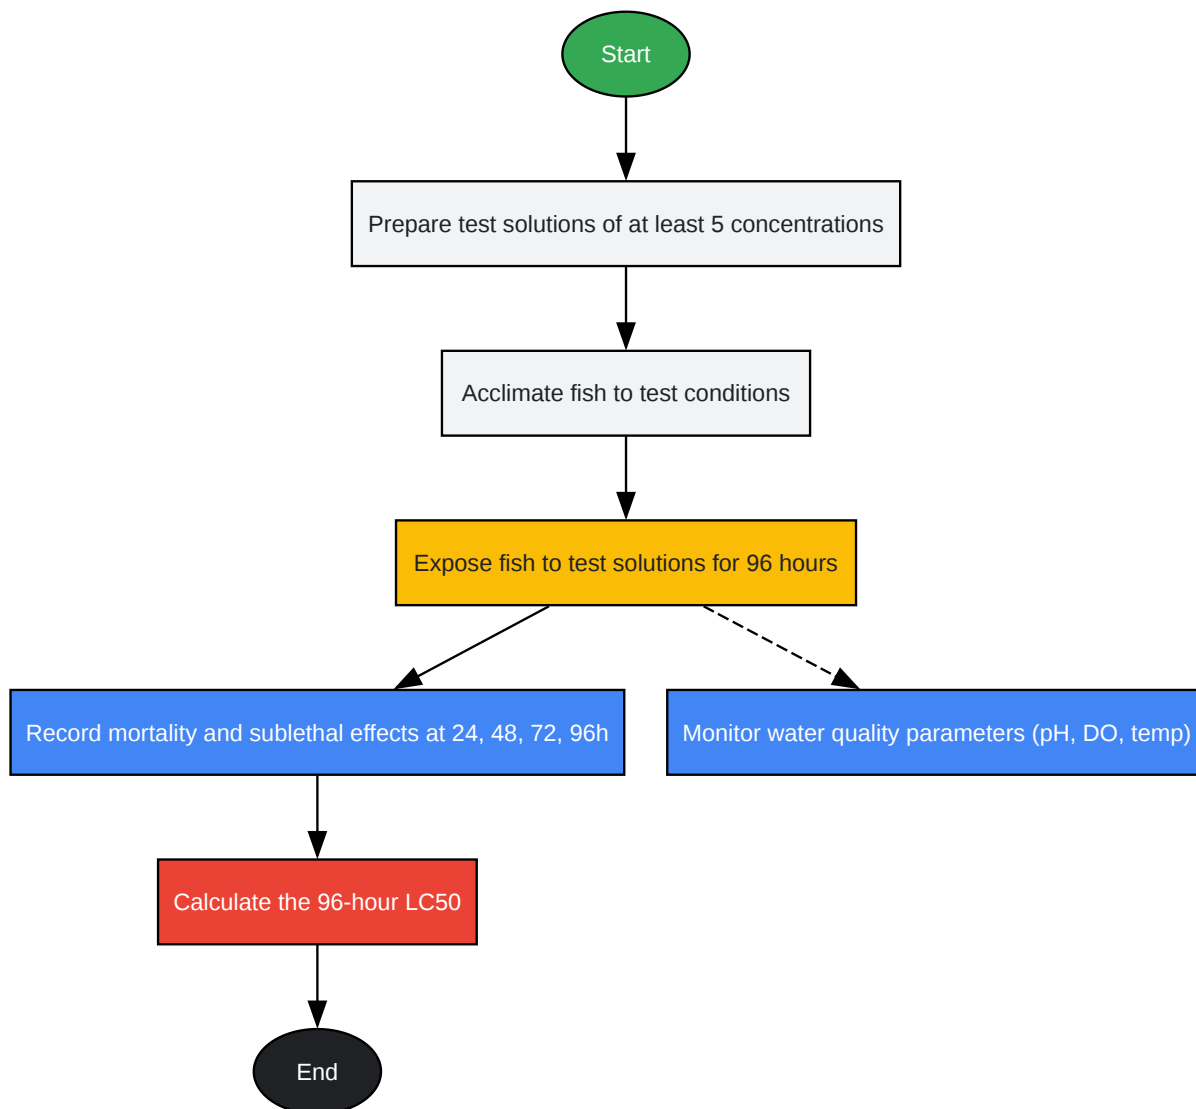 Start
Prepare test solutions of at least 5 concentrations
Acclimate fish to test conditions
Expose fish to test solutions for 96 hours
Record mortality and sublethal effects at 24, 48, 72, 96h
Monitor water quality parameters (pH, DO, temp)
Calculate the 96-hour LC50
End